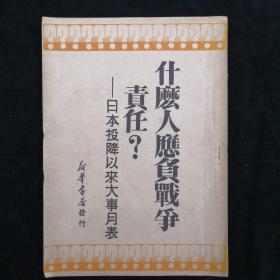 什麽人應負戰爭
責任?
——日本投降以來大事月表
新華書店發行